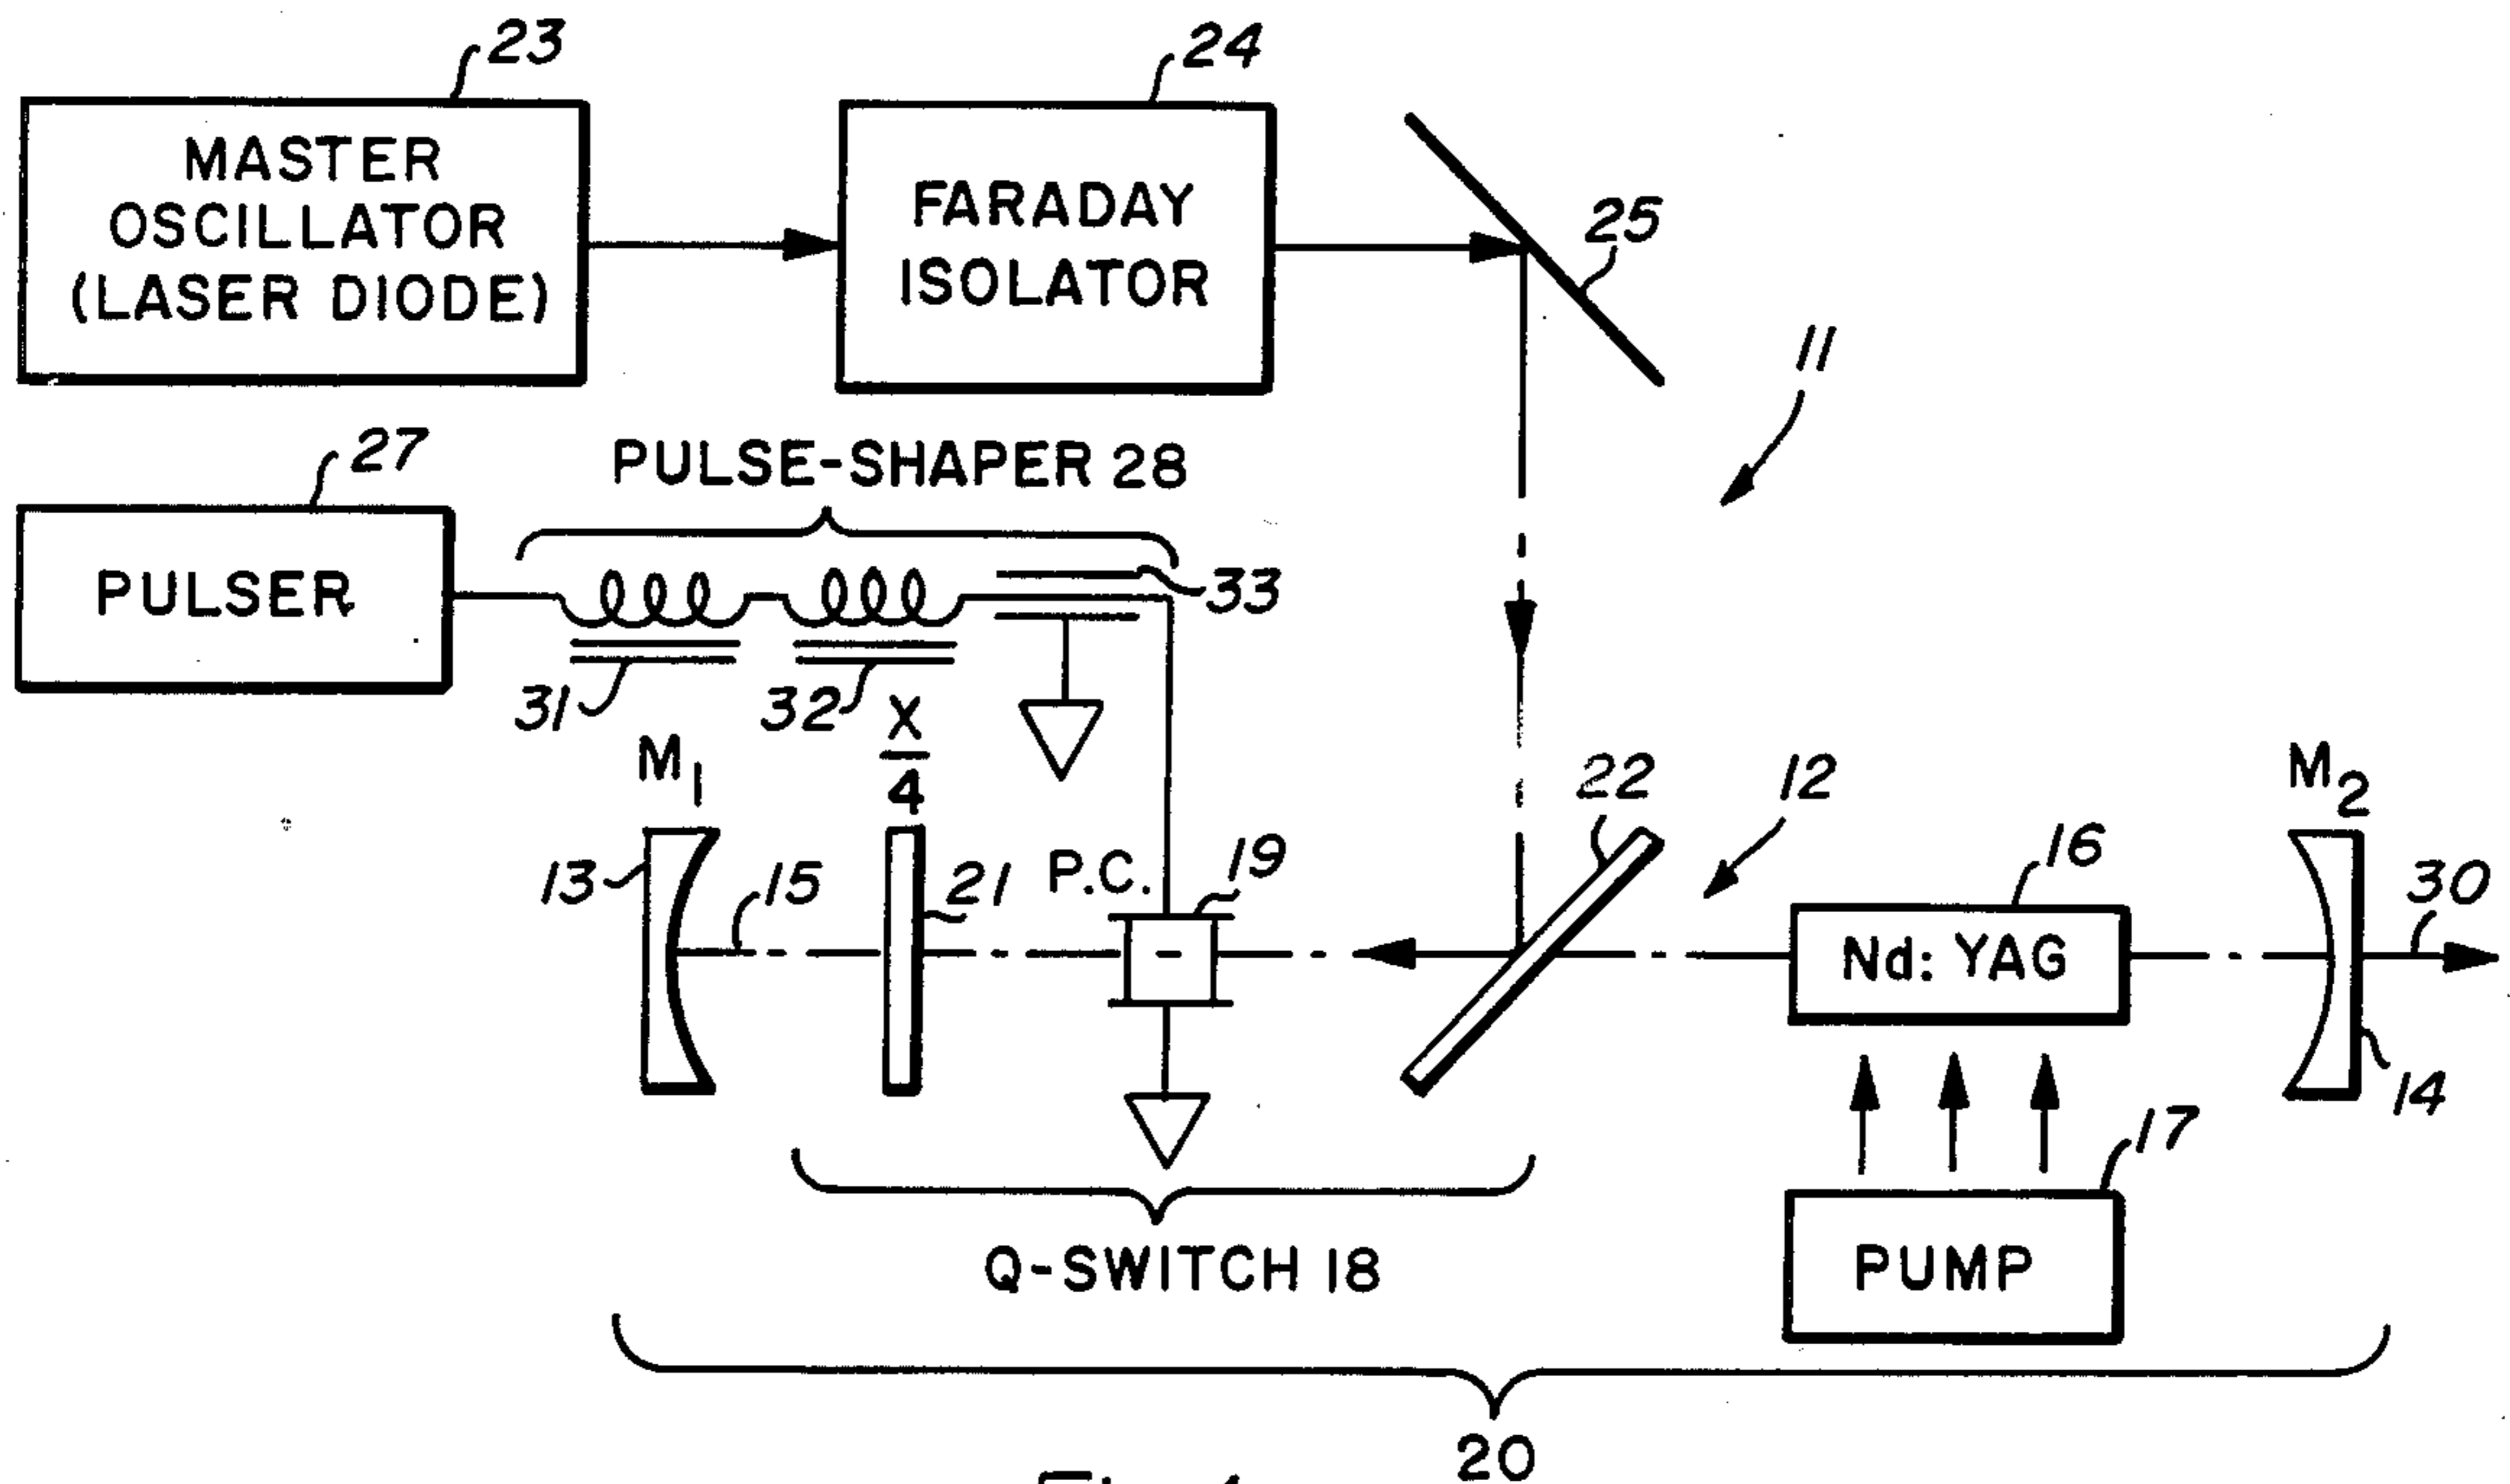 23
24
MASTER
OSCILLATOR
(LASER DIODE)
FARADAY
ISOLATOR
25
11
27
PULSE-SHAPER 28
PULSER
33
31
32
X
4
M1
M2
22
12
13
15
21
P.C.
19
16
30
Nd: YAG
14
17
Q-SWITCH 18
PUMP
20